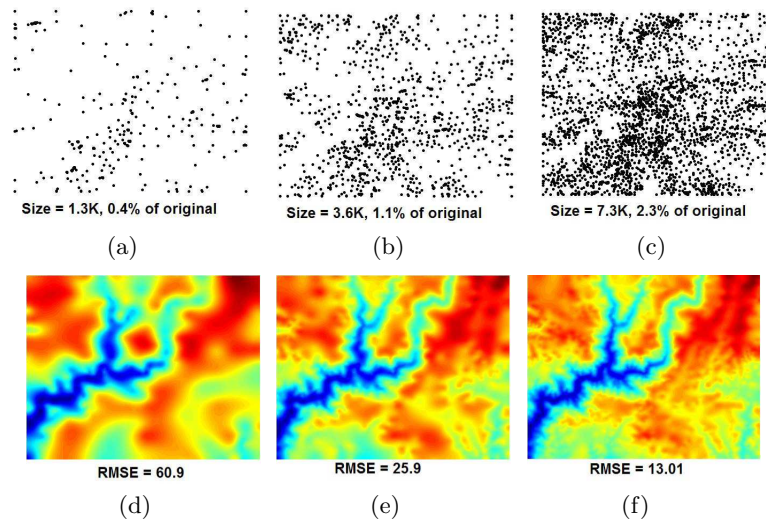 Size = 1.3K, 0.4% of original
Size = 3.6K, 1.1% of original
Size = 7.3K, 2.3% of original
(a)
(b)
(c)
RMSE = 60.9
RMSE = 25.9
RMSE = 13.01
(d)
(e)
(f)